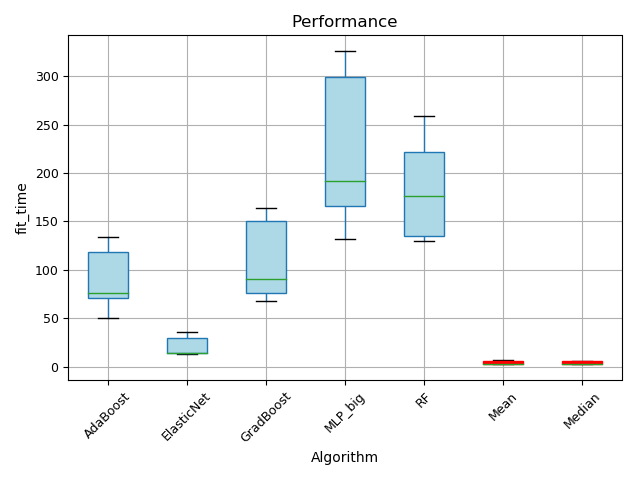 Performance
fit_time
300
250
200
150
100
50
0
AdaBoost
ElasticNet
GradBoost
MLP_big
RF
Mean
Median
Algorithm